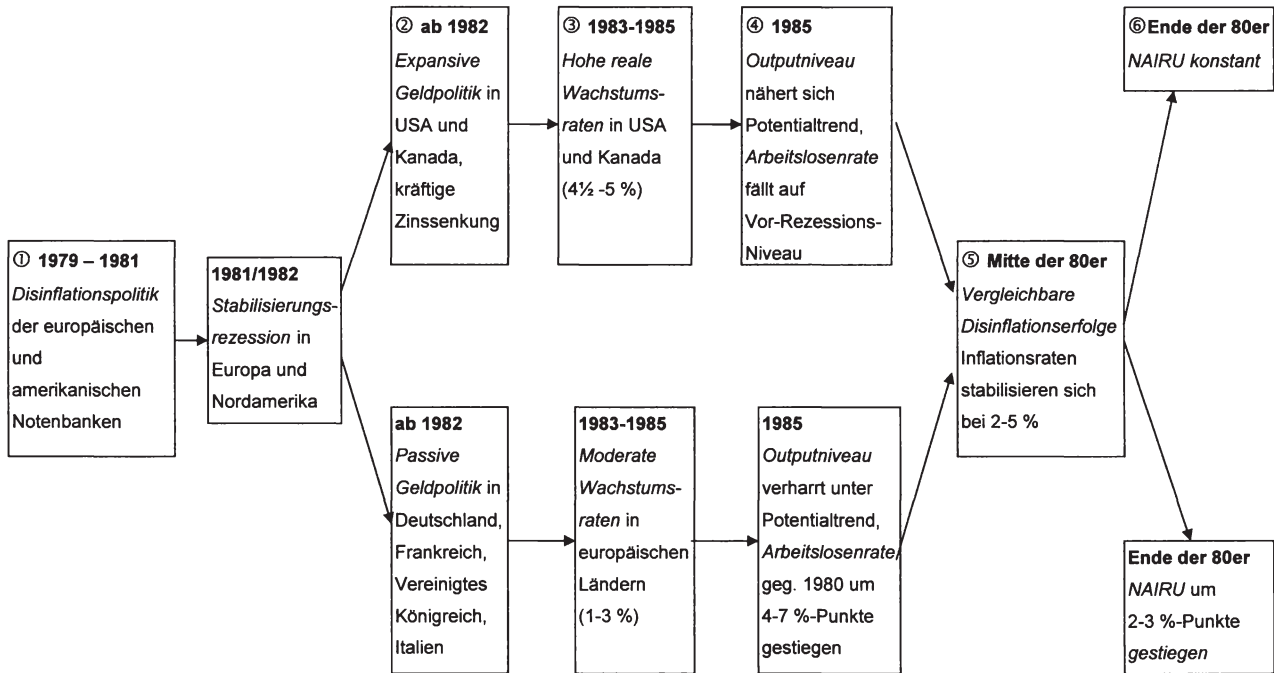 ① 1979 – 1981
Disinflationspolitik
der europäischen
und
amerikanischen
Notenbanken
1981/1982
Stabilisierungs-
rezession in
Europa und
Nordamerika
② ab 1982
Expansive
Geldpolitik in
USA und
Kanada,
kräftige
Zinssenkung
③ 1983-1985
Hohe reale
Wachstums-
raten in USA
und Kanada
(4½ -5 %)
④ 1985
Outputniveau
nähert sich
Potentialtrend,
Arbeitslosenrate
fällt auf
Vor-Rezessions-
Niveau
ab 1982
Passive
Geldpolitik in
Deutschland,
Frankreich,
Vereinigtes
Königreich,
Italien
1983-1985
Moderate
Wachstums-
raten in
europäischen
Ländern
(1-3 %)
1985
Outputniveau
verharrt unter
Potentialtrend,
Arbeitslosenrate
geg. 1980 um
4-7 %-Punkte
gestiegen
⑤ Mitte der 80er
Vergleichbare
Disinflationserfolge
Inflationsraten
stabilisieren sich
bei 2-5 %
⑥Ende der 80er
NAIRU konstant
Ende der 80er
NAIRU um
2-3 %-Punkte
gestiegen